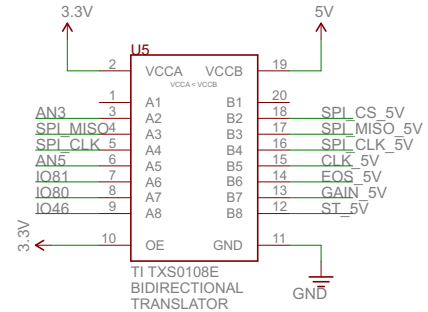 3.3V 5V
U5
2 VCCA VCCB 19
VCCA < VCCB
1 A1 B1 20
AN3 3 A2 B2 18 SPI_CS_5V
SPI_MISO 4 A3 B3 17 SPI_MISO_5V
SPI_CLK 5 A4 B4 16 SPI_CLK_5V
AN5 6 A5 B5 15 CLK_5V
IO81 7 A6 B6 14 EOS_5V
IO80 8 A7 B7 13 GAIN_5V
IO46 9 A8 B8 12 ST_5V
3.3V 10 OE GND 11
TI TXS0108E
BIDIRECTIONAL
TRANSLATOR
GND